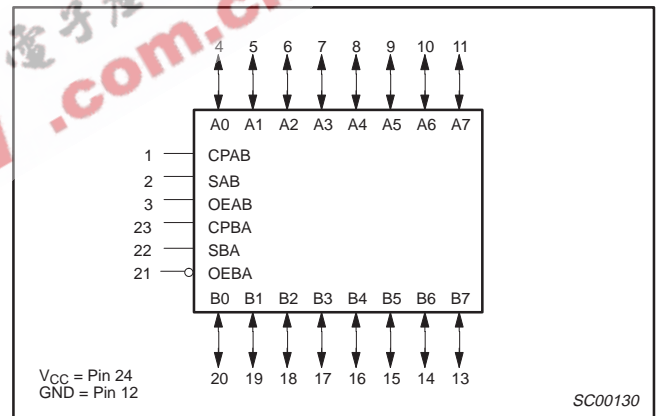 4 5 6 7 8 9 10 11
A0 A1 A2 A3 A4 A5 A6 A7
1 CPAB
2 SAB
3 OEAB
23 CPBA
22 SBA
21 OEBA
B0 B1 B2 B3 B4 B5 B6 B7
20 19 18 17 16 15 14 13
VCC = Pin 24
GND = Pin 12
SC00130
.com.